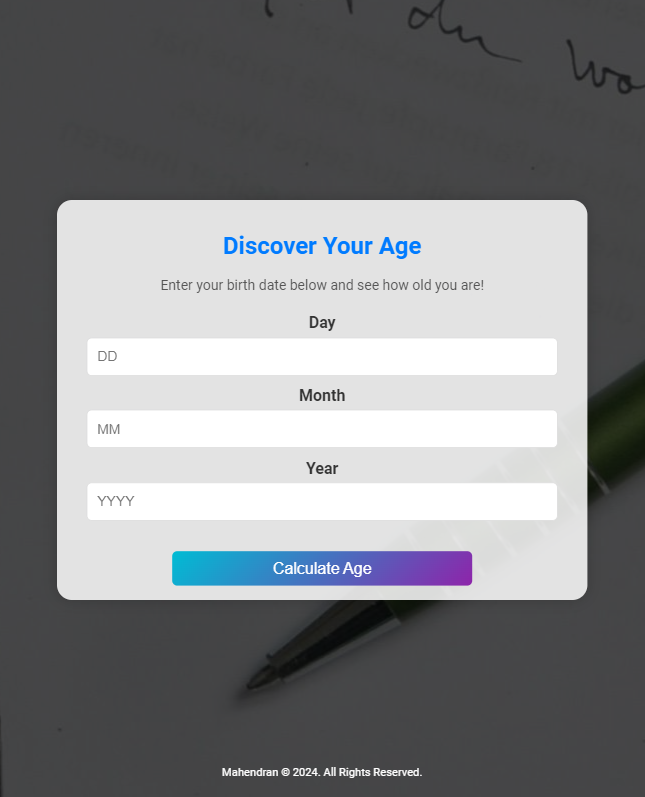 Discover Your Age
Enter your birth date below and see how old you are!
Day
DD
Month
MM
Year
YYYY
Calculate Age
Mahendran © 2024. All Rights Reserved.